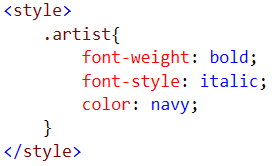 <style>
.artist{
font-weight: bold;
font-style: italic;
color: navy;
}
</style>